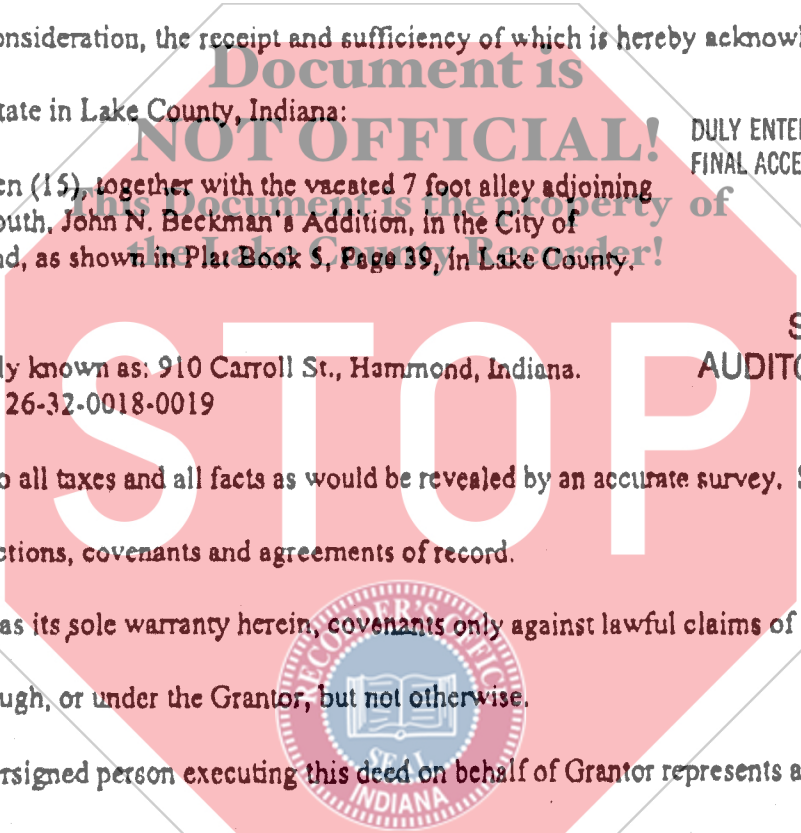 onsideration, the receipt and sufficiency of which is hereby acknowl
Document is
tate in Lake County, Indiana:
NOT OFFICIAL!
DULY ENTE
FINAL ACCE
en (15), together with the vacated 7 foot alley adjoining
This Document is the property of
outh, John N. Beckman's Addition, in the City of
the Lake County Recorder!
nd, as shown in Plat Book 5, Page 39, in Lake County.
S
STOP
ly known as: 910 Carroll St., Hammond, Indiana.
AUDITO
26-32-0018-0019
o all taxes and all facts as would be revealed by an accurate survey. S
ctions, covenants and agreements of record.
as its sole warranty herein, covenants only against lawful claims of
ough, or under the Grantor, but not otherwise.
RECORDER'S OFFICE
SEAL
INDIANA
rsigned person executing this deed on behalf of Grantor represents a